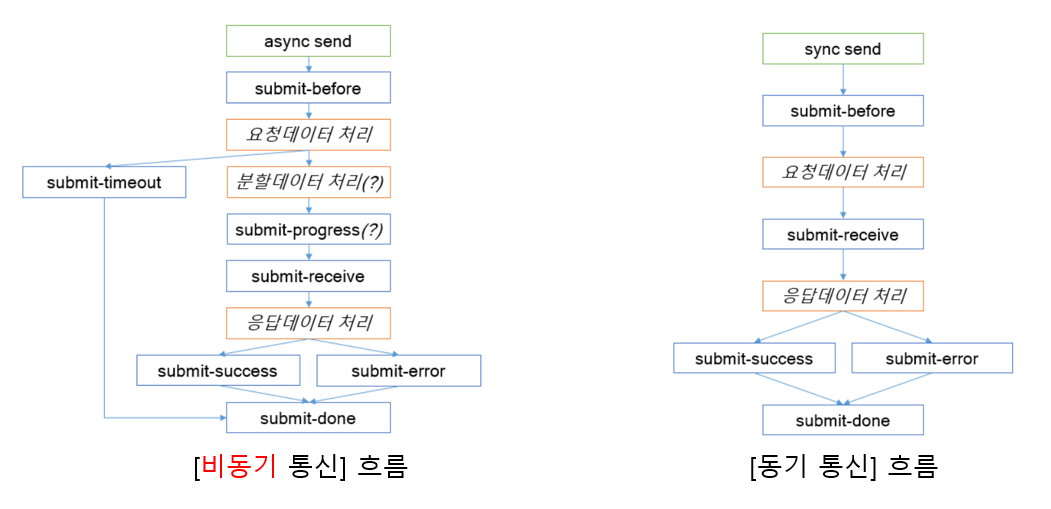 async send
submit-before
요청데이터 처리
submit-timeout
분할데이터 처리(?)
submit-progress(?)
submit-receive
응답데이터 처리
submit-success
submit-error
submit-done
[비동기 통신] 흐름
sync send
submit-before
요청데이터 처리
submit-receive
응답데이터 처리
submit-success
submit-error
submit-done
[동기 통신] 흐름